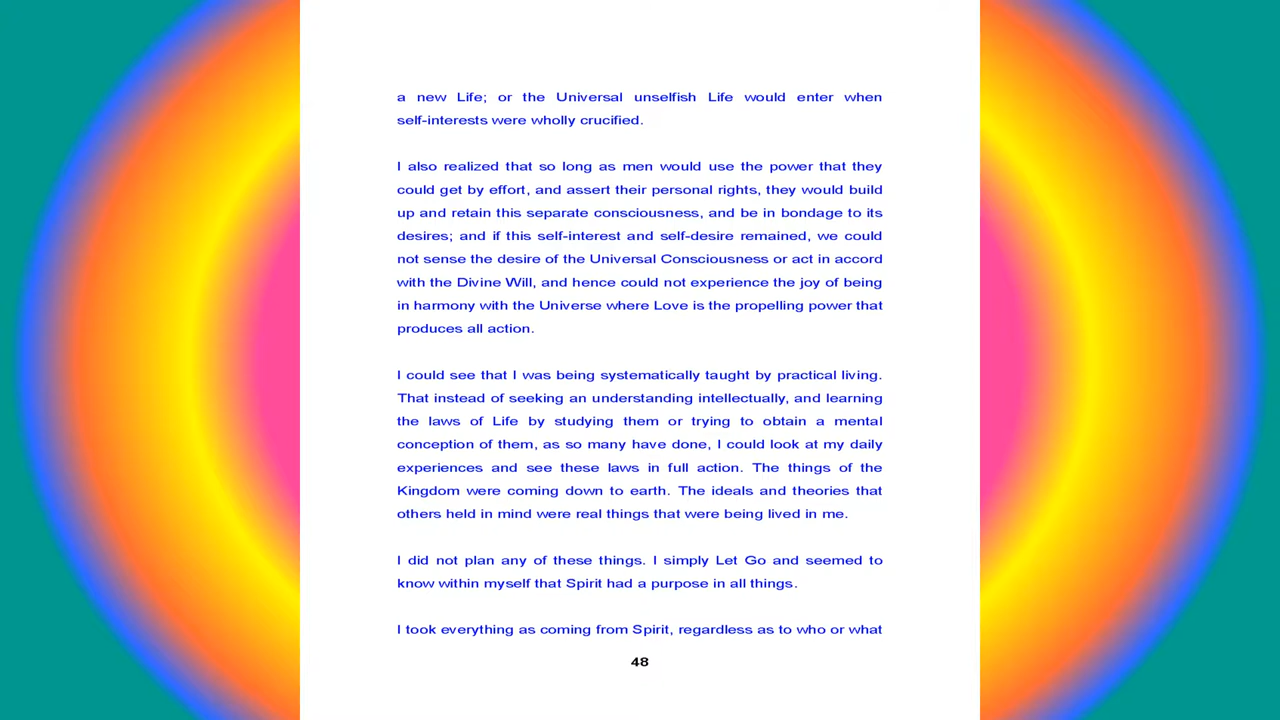 a new Life; or the Universal unselfish Life would enter when
self-interests were wholly crucified.
I also realized that so long as men would use the power that they
could get by effort, and assert their personal rights, they would build
up and retain this separate consciousness, and be in bondage to its
desires; and if this self-interest and self-desire remained, we could
not sense the desire of the Universal Consciousness or act in accord
with the Divine Will, and hence could not experience the joy of being
in harmony with the Universe where Love is the propelling power that
produces all action.
I could see that I was being systematically taught by practical living.
That instead of seeking an understanding intellectually, and learning
the laws of Life by studying them or trying to obtain a mental
conception of them, as so many have done, I could look at my daily
experiences and see these laws in full action. The things of the
Kingdom were coming down to earth. The ideals and theories that
others held in mind were real things that were being lived in me.
I did not plan any of these things. I simply Let Go and seemed to
know within myself that Spirit had a purpose in all things.
I took everything as coming from Spirit, regardless as to who or what
48